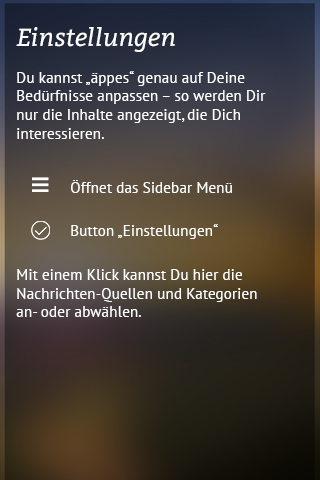 Einstellungen
Du kannst „äppes“ genau auf Deine
Bedürfnisse anpassen – so werden Dir
nur die Inhalte angezeigt, die Dich
interessieren.
Öffnet das Sidebar Menü
Button „Einstellungen“
Mit einem Klick kannst Du hier die
Nachrichten-Quellen und Kategorien
an- oder abwählen.